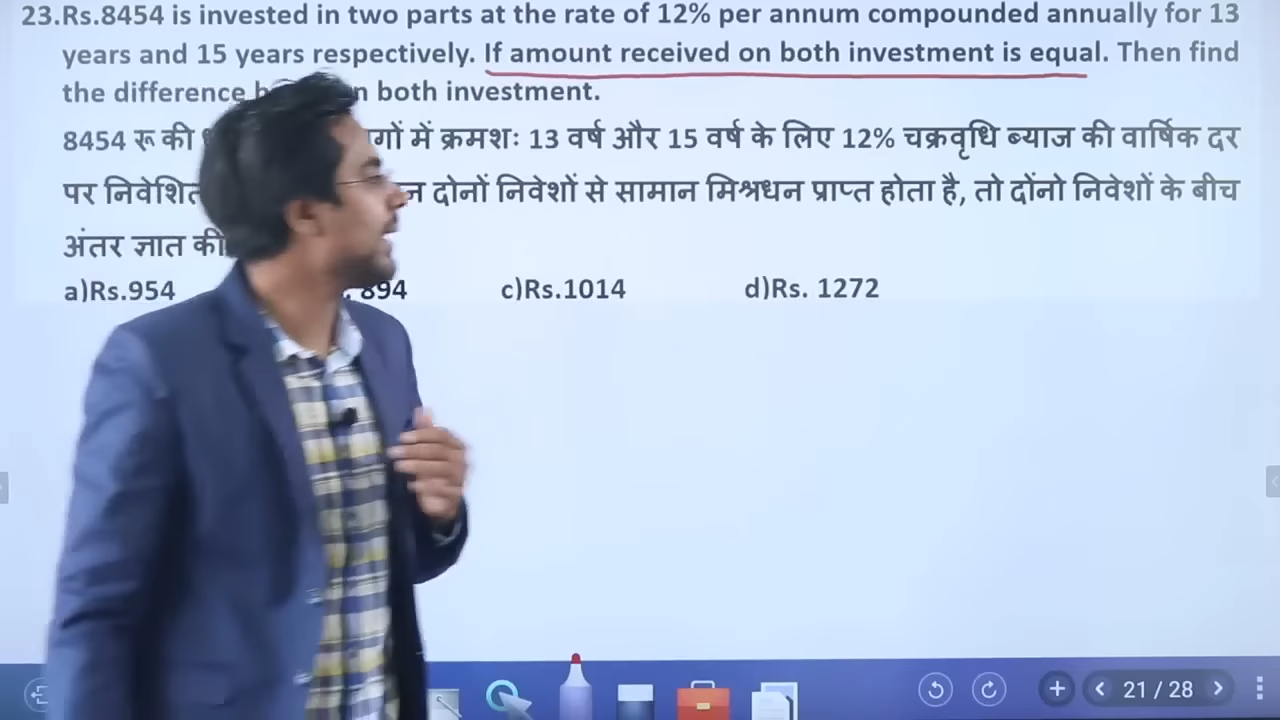 23.Rs.8454 is invested in two parts at the rate of 12% per annum compounded annually for 13
years and 15 years respectively. If amount received on both investment is equal. Then find
the difference both investment.
8454 रू की में क्रमशः 13 वर्ष और 15 वर्ष के लिए 12% चक्रवृधि ब्याज की वार्षिक दर
पर दोनों निवेशों से सामान मिश्रधन प्राप्त होता है, तो दोंनो निवेशों के बीच
अंतर ज्ञात
a)Rs.954 894 c)Rs.1014 d)Rs. 1272
21 / 28